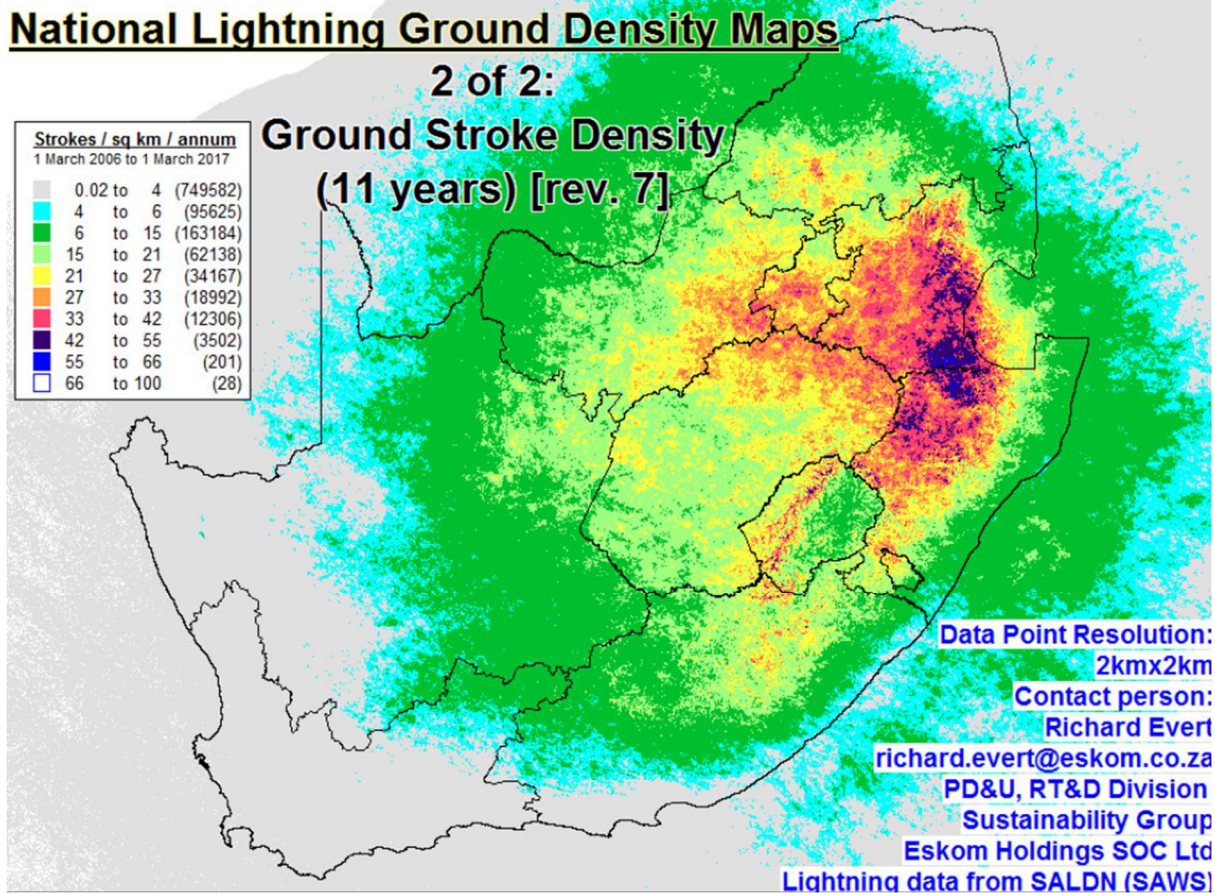 National Lightning Ground Density Maps
2 of 2:
Ground Stroke Density
(11 years) [rev. 7]
Strokes / sq km / annum
1 March 2006 to 1 March 2017
0.02 to 4 (749582)
4 to 6 (95625)
6 to 15 (163184)
15 to 21 (62138)
21 to 27 (34167)
27 to 33 (18992)
33 to 42 (12306)
42 to 55 (3502)
55 to 66 (201)
66 to 100 (28)
Data Point Resolution:
2kmx2km
Contact person:
Richard Evert
richard.evert@eskom.co.za
PD&U, RT&D Division
Sustainability Group
Eskom Holdings SOC Ltd
Lightning data from SALDN (SAWS)